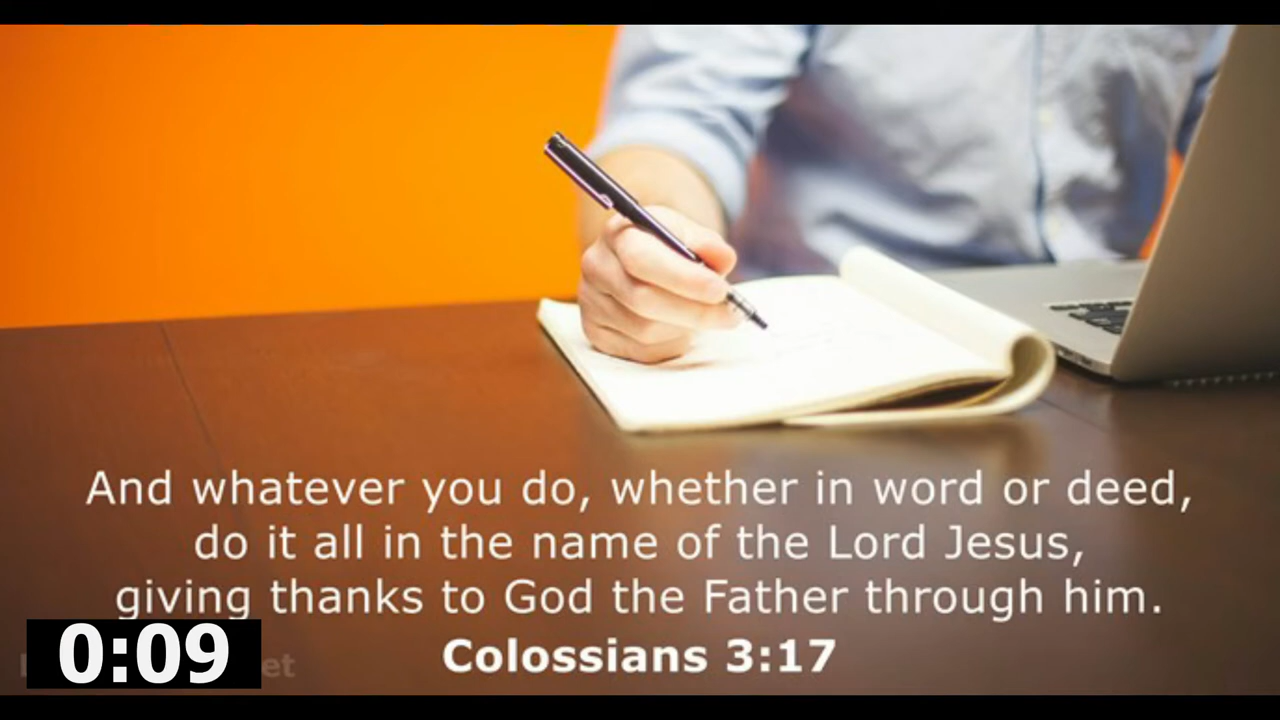 And whatever you do, whether in word or deed,
do it all in the name of the Lord Jesus,
giving thanks to God the Father through him.
Colossians 3:17
0:09